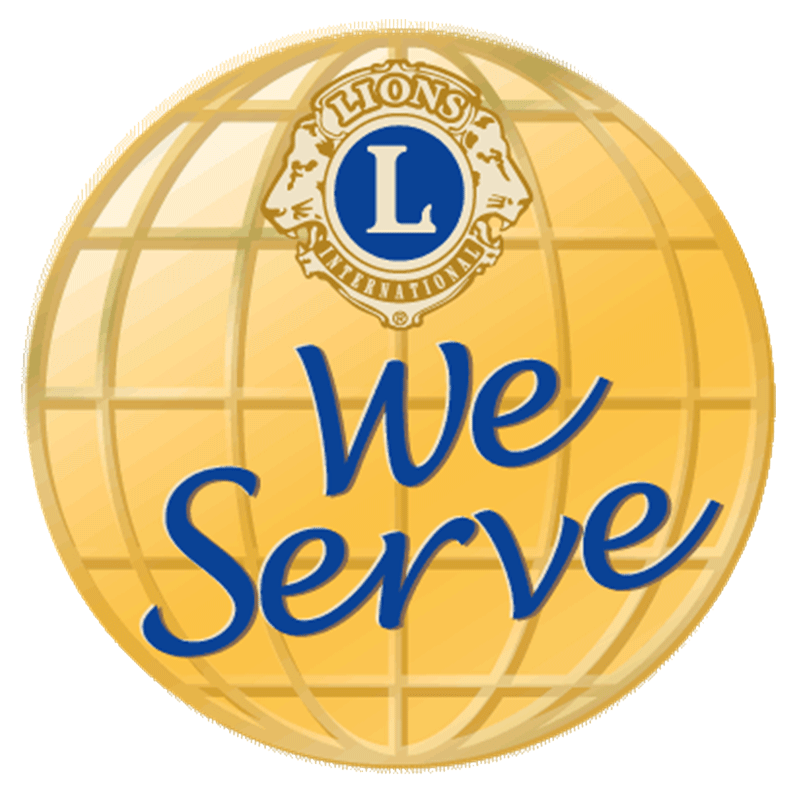 LIONS
L
INTERNATIONAL
®
We
Serve